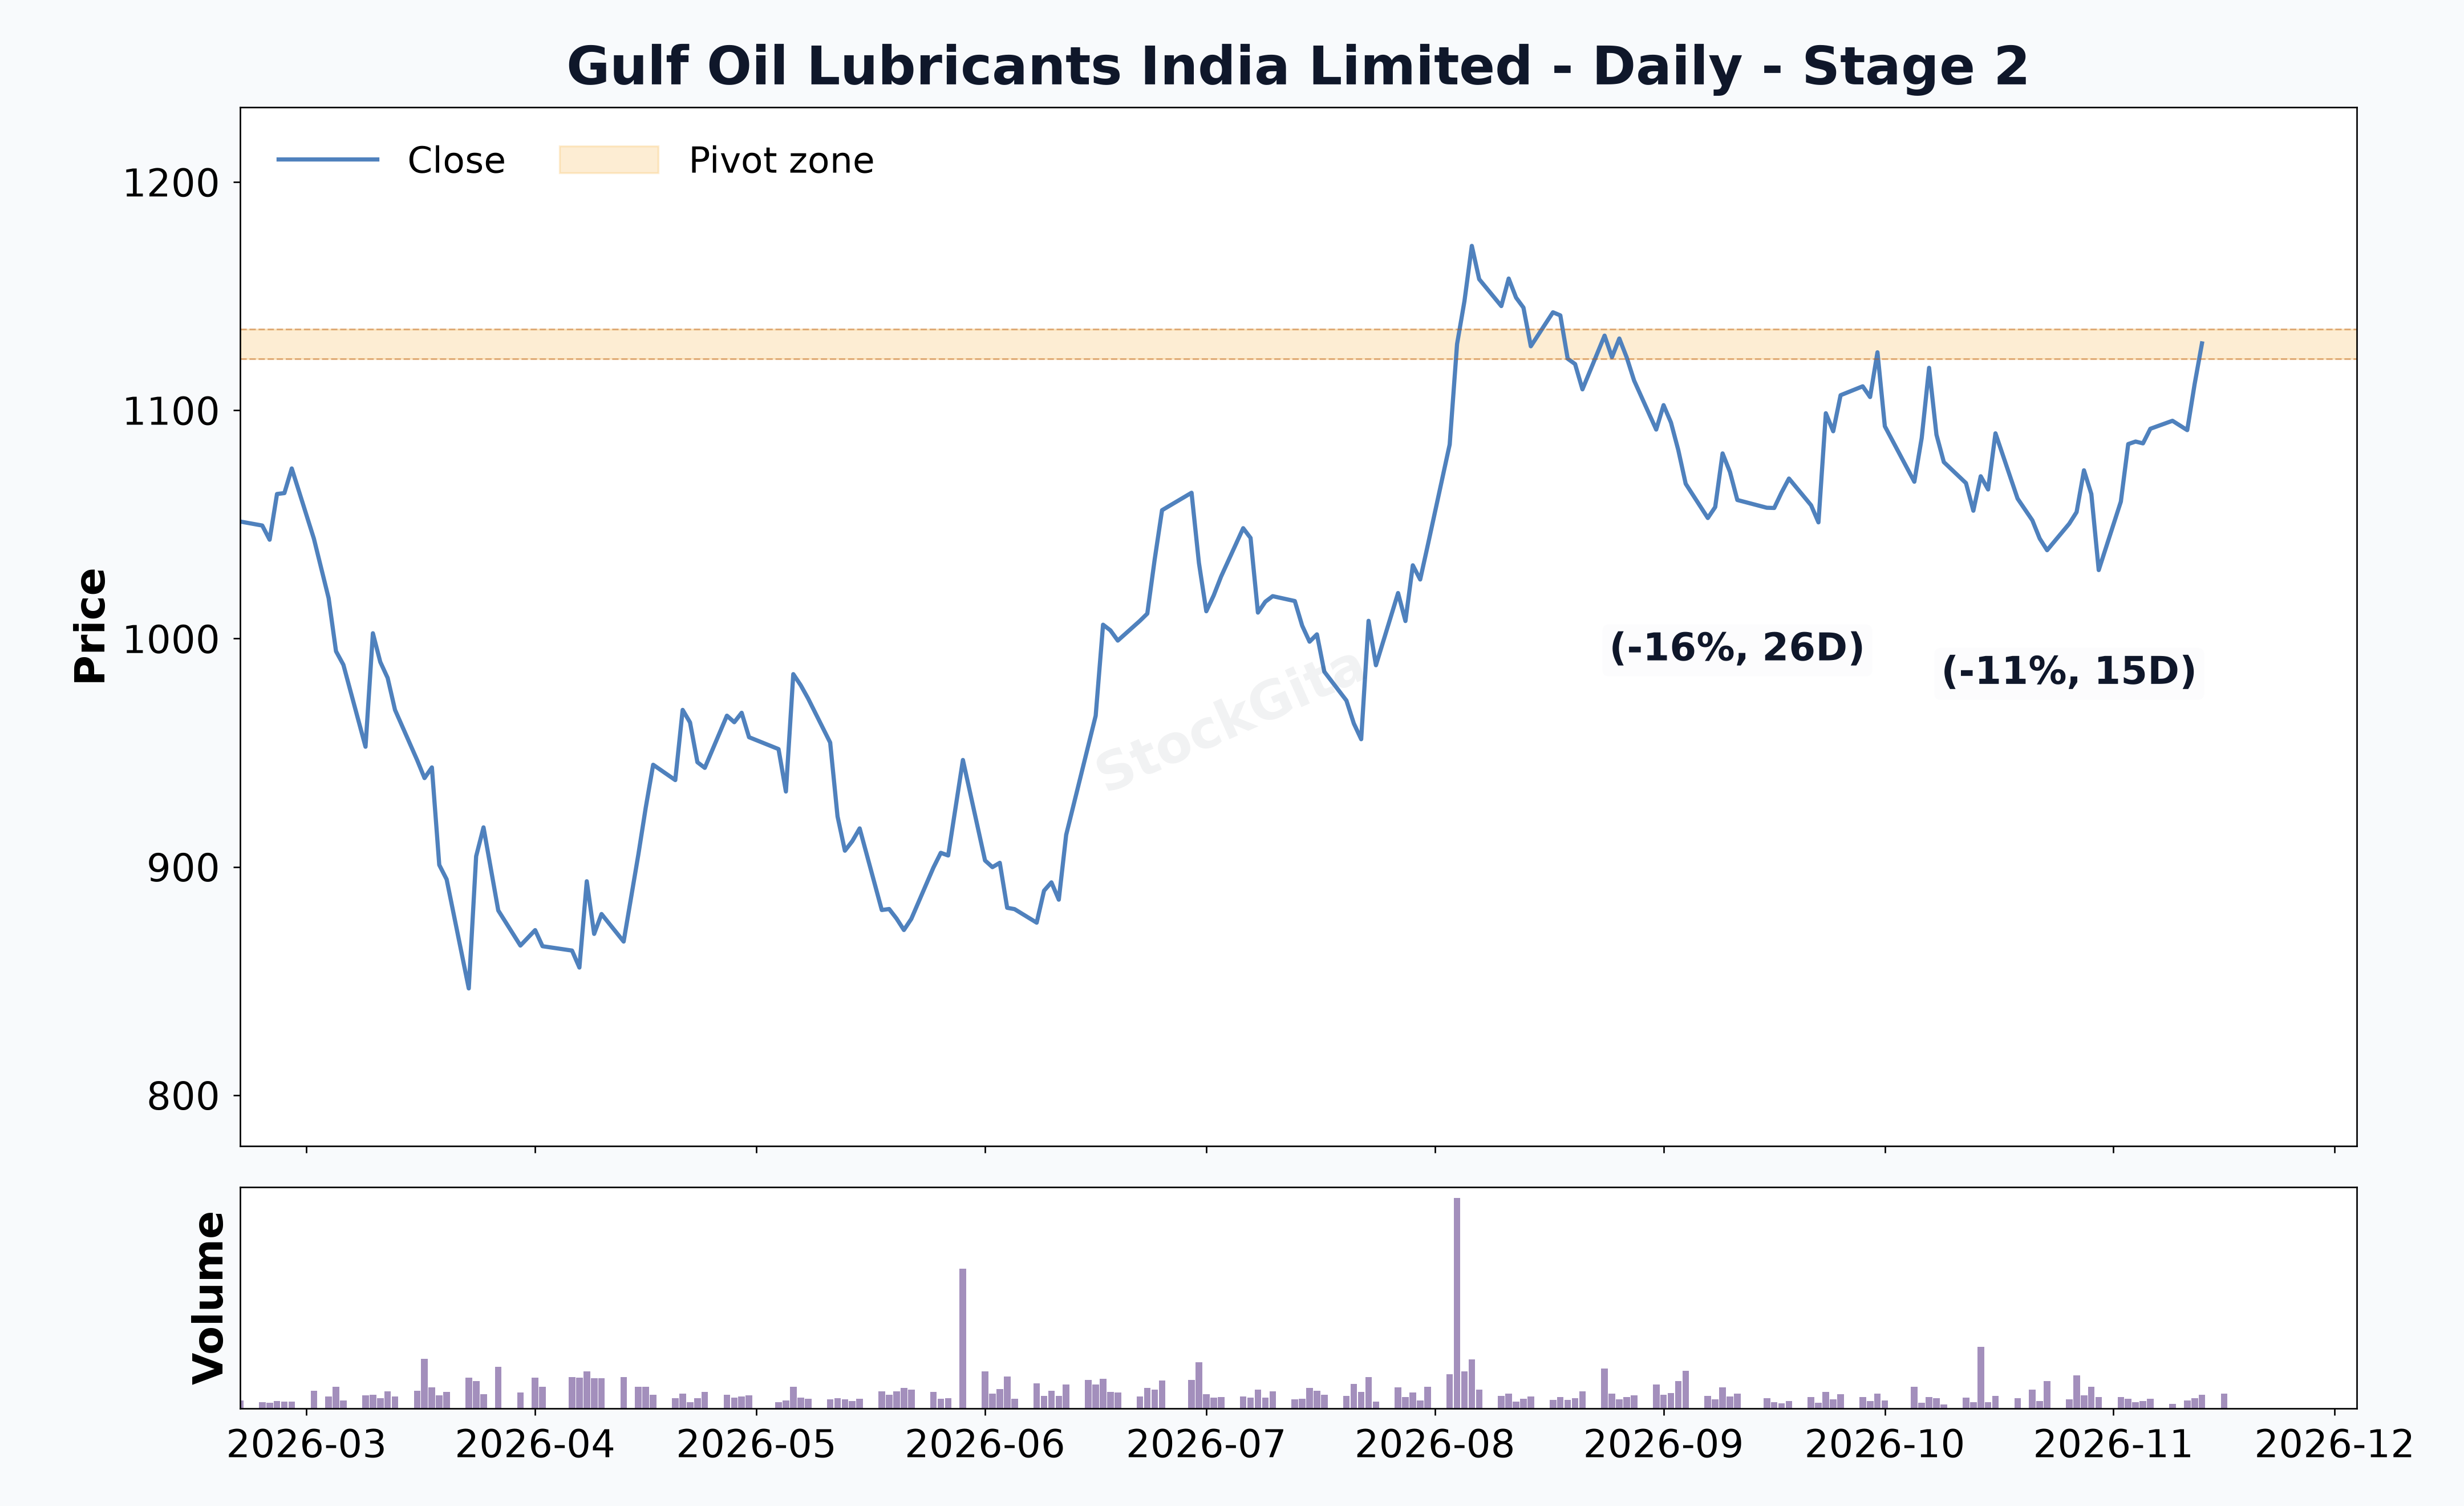 Gulf Oil Lubricants India Limited - Daily - Stage 2
Close
Pivot zone
Price
1200
1100
1000
900
800
(-16%, 26D)
(-11%, 15D)
StockGita
Volume
2026-03
2026-04
2026-05
2026-06
2026-07
2026-08
2026-09
2026-10
2026-11
2026-12